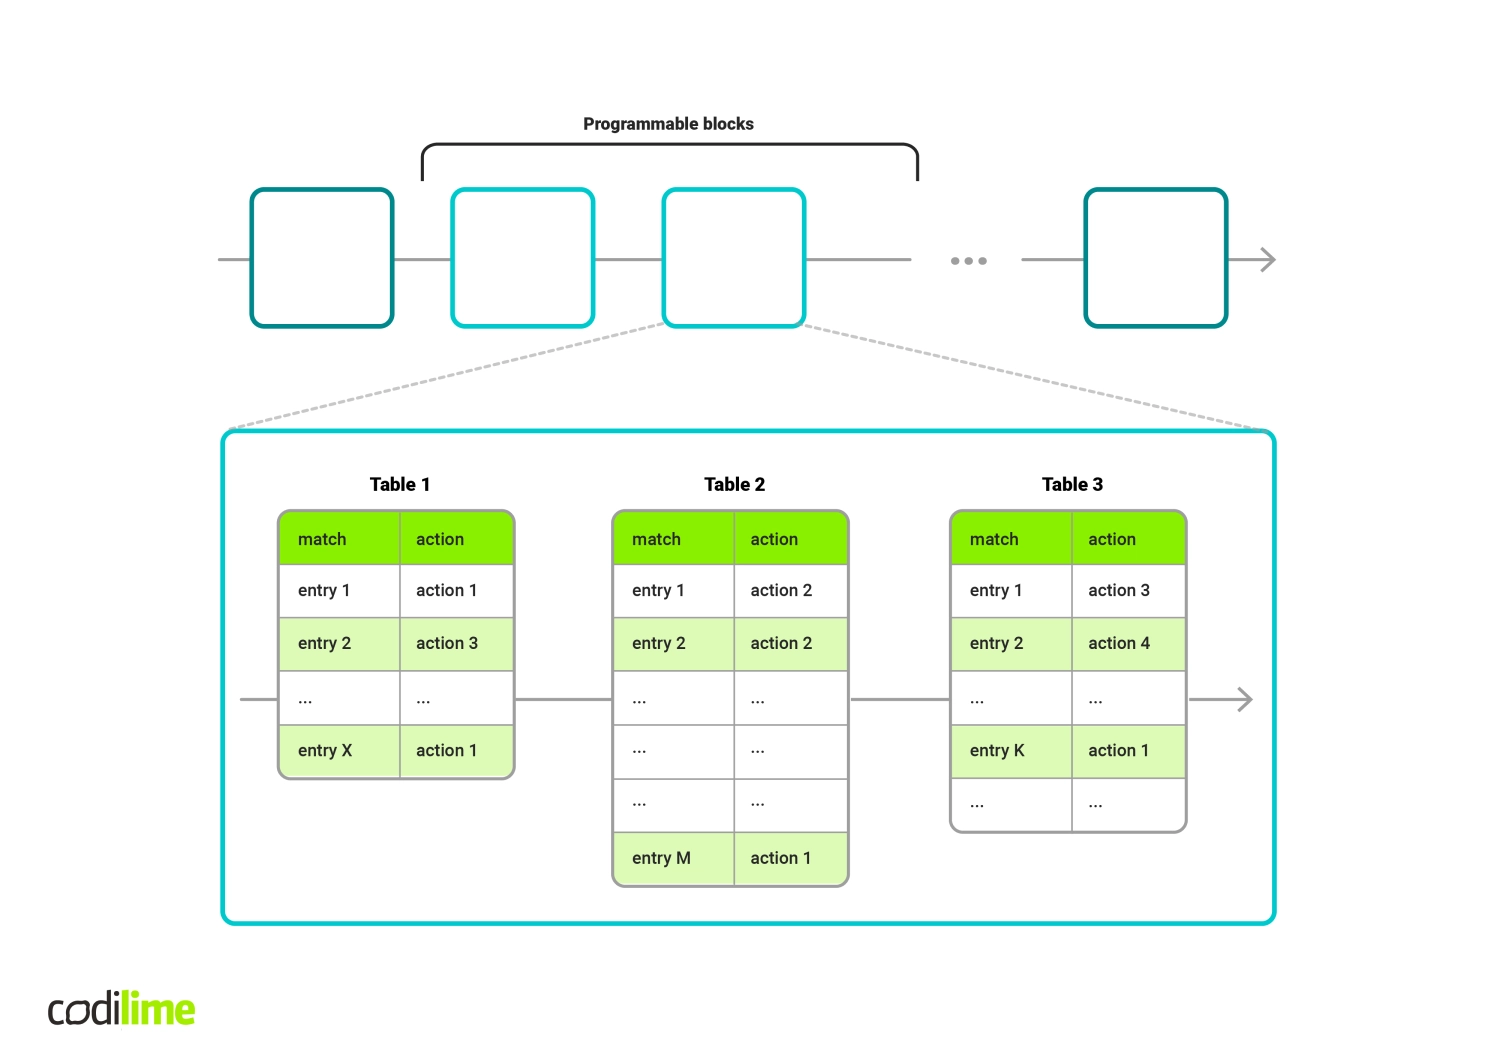 Programmable blocks
...
Table 1 Table 2 Table 3
match action match action match action
entry 1 action 1 entry 1 action 2 entry 1 action 3
entry 2 action 3 entry 2 action 2 entry 2 action 4
... ... ... ... ... ...
entry X action 1 ... ... entry K action 1
... ... ... ...
entry M action 1
codilime